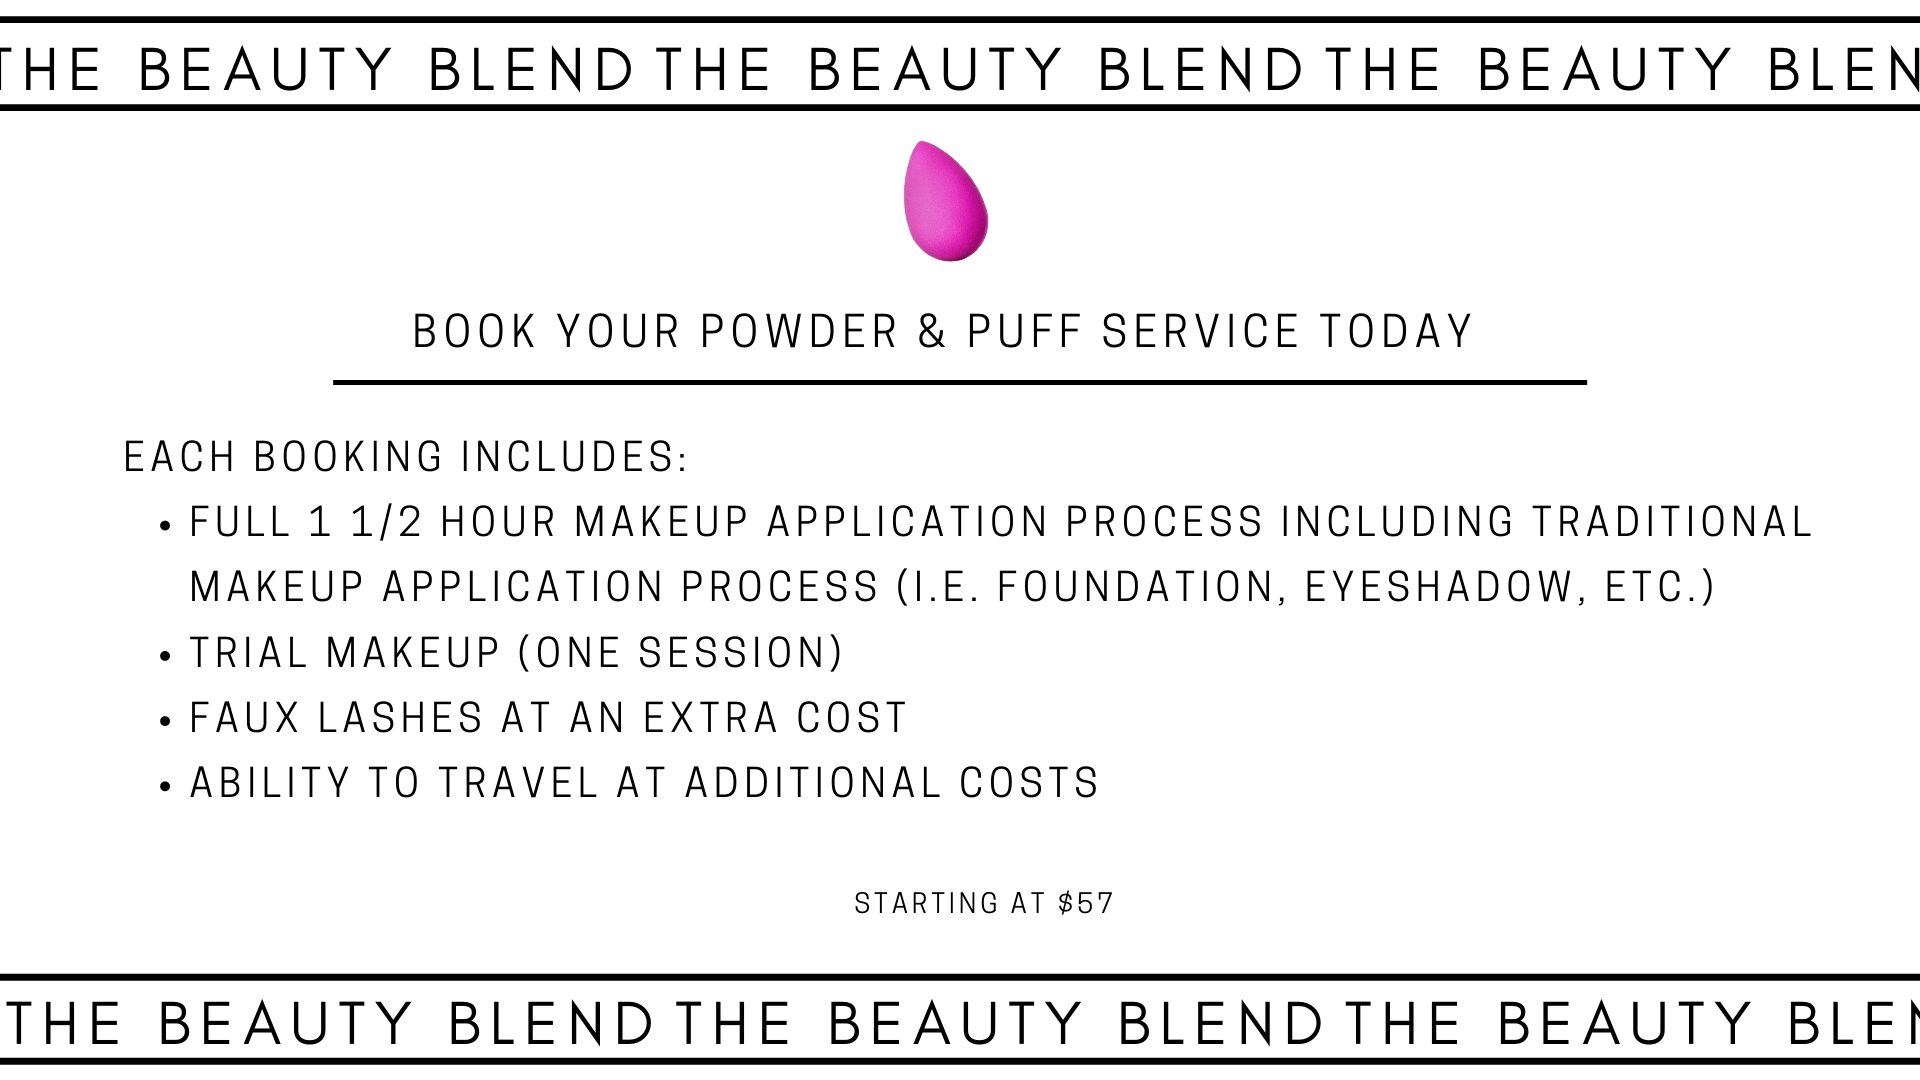 THE BEAUTY BLEND THE BEAUTY BLEND THE BEAUTY BLEN
BOOK YOUR POWDER & PUFF SERVICE TODAY
EACH BOOKING INCLUDES:
• FULL 1 1/2 HOUR MAKEUP APPLICATION PROCESS INCLUDING TRADITIONAL
MAKEUP APPLICATION PROCESS (I.E. FOUNDATION, EYESHADOW, ETC.)
• TRIAL MAKEUP (ONE SESSION)
• FAUX LASHES AT AN EXTRA COST
• ABILITY TO TRAVEL AT ADDITIONAL COSTS
STARTING AT $57
THE BEAUTY BLEND THE BEAUTY BLEND THE BEAUTY BLEN